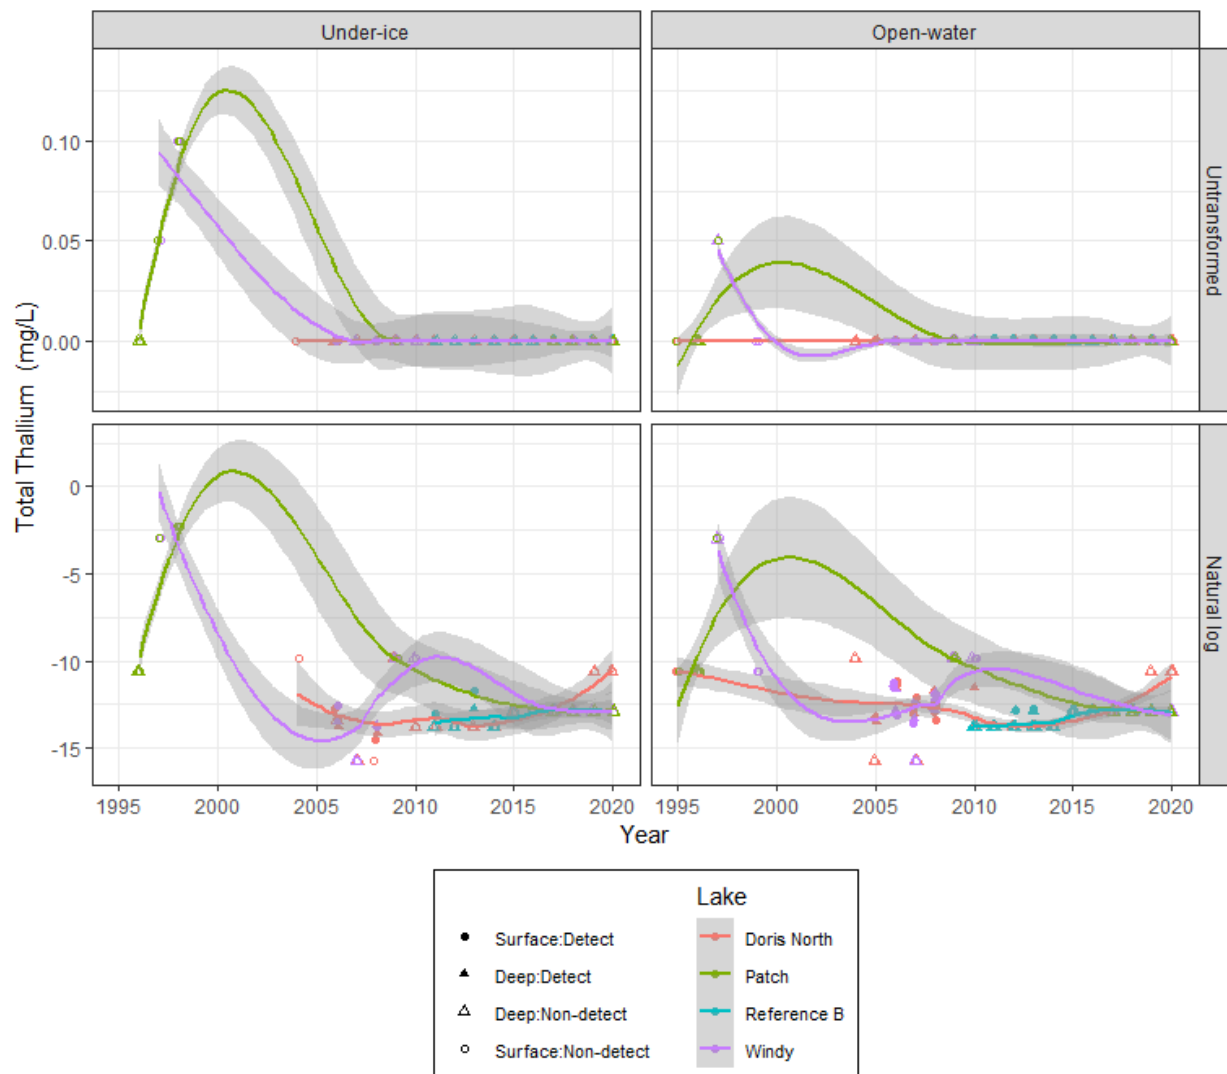 Under-ice
Open-water
Total Thallium (mg/L)
0.10
0.05
0.00
Untransformed
0
-5
-10
-15
Natural log
1995 2000 2005 2010 2015 2020
1995 2000 2005 2010 2015 2020
Year
Surface:Detect
Deep:Detect
Deep:Non-detect
Surface:Non-detect
Lake
Doris North
Patch
Reference B
Windy